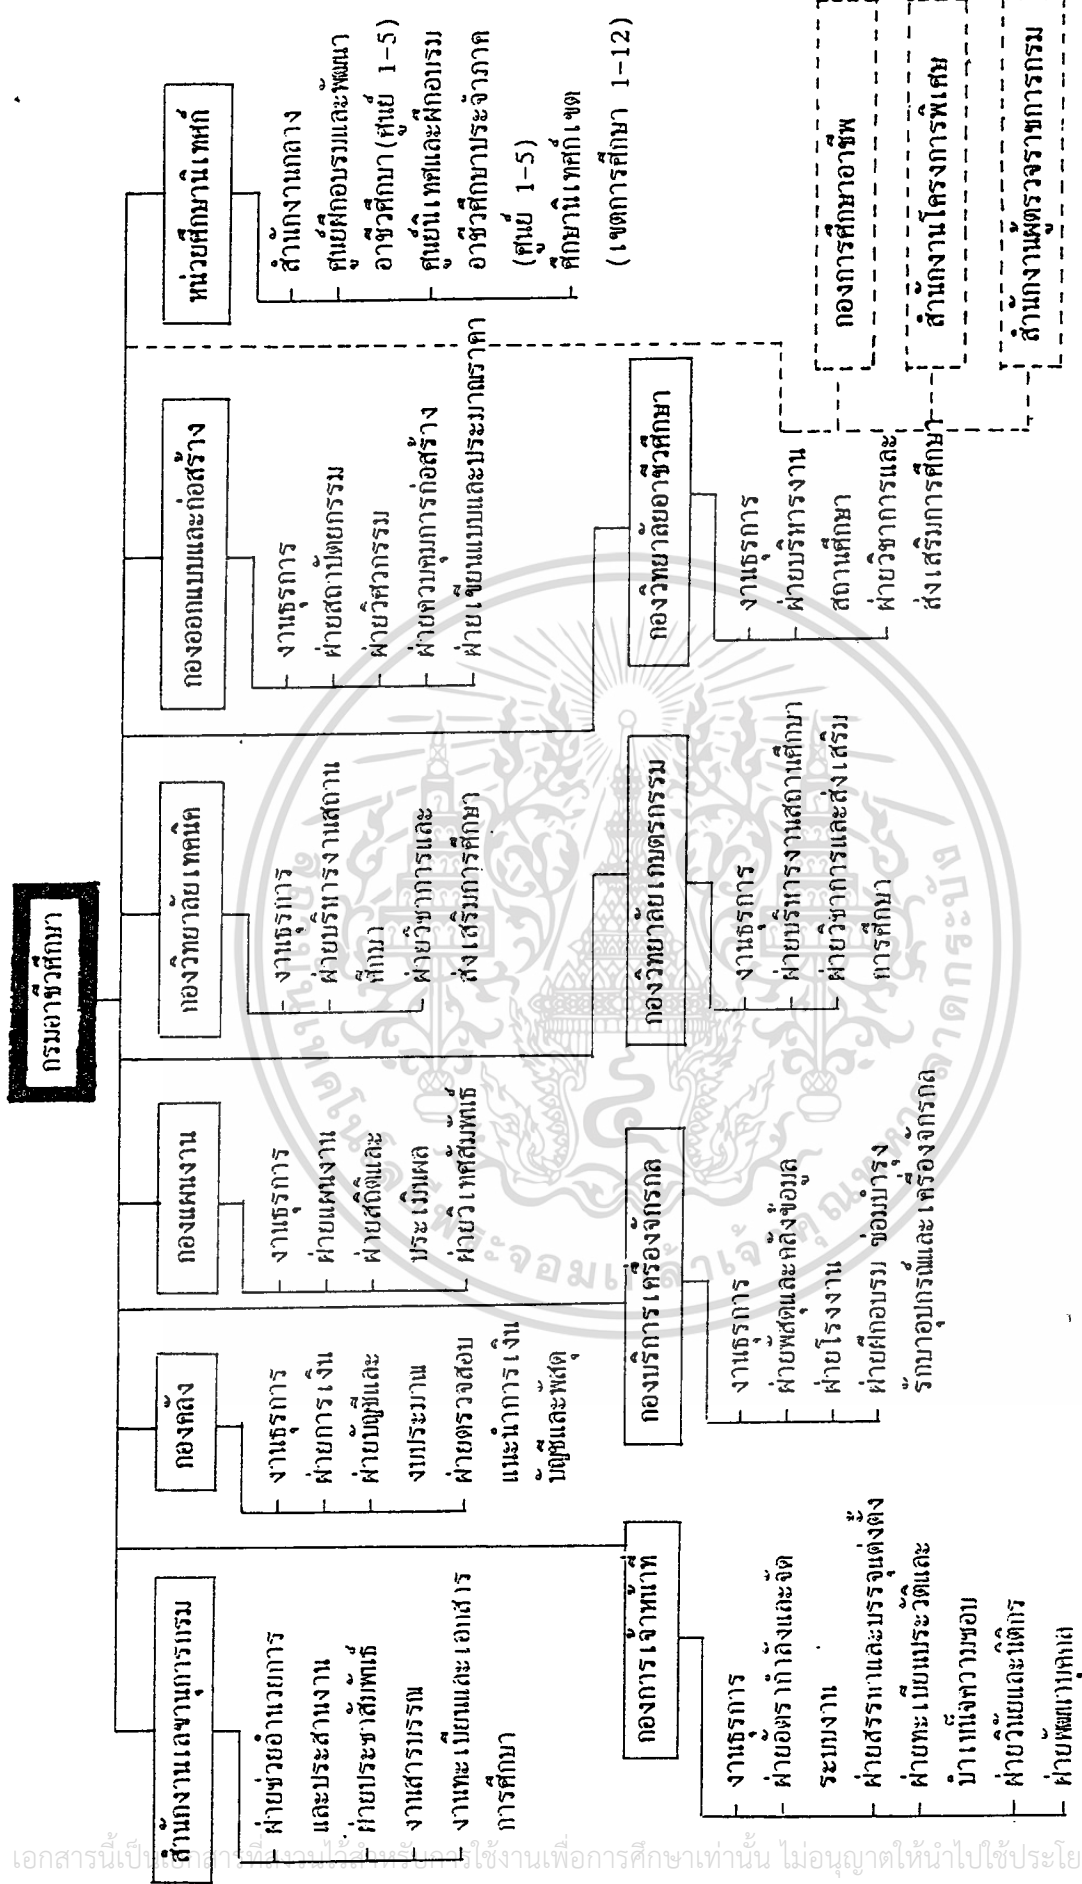 กรมอาชีวศึกษา
สำนักงานเลขานุการกรม
ฝ่ายช่วยอำนวยการ
และประสานงาน
ฝ่ายประชาสัมพันธ์
งานสารบรรณ
งานทะเบียนและเอกสาร
การศึกษา
กองคลัง
งานธุรการ
ฝ่ายการเงิน
ฝ่ายบัญชีและ
งบประมาณ
ฝ่ายตรวจสอบ
แนะนำการเงิน
บัญชีและพัสดุ
กองแผนงาน
งานธุรการ
ฝ่ายแผนงาน
ฝ่ายสถิติและ
ประเมินผล
ฝ่ายวิเทศสัมพันธ์
กองวิทยาลัยเทคนิค
งานธุรการ
ฝ่ายบริหารงานสถาน
ศึกษา
ฝ่ายวิชาการและ
ส่งเสริมการศึกษา
กองออกแบบและก่อสร้าง
งานธุรการ
ฝ่ายสถาปัตยกรรม
ฝ่ายวิศวกรรม
ฝ่ายควบคุมการก่อสร้าง
ฝ่ายเขียนแบบและประมาณราคา
หน่วยศึกษานิเทศก์
สำนักงานกลาง
ศูนย์ฝึกอบรมและพัฒนา
อาชีวศึกษา(ศูนย์ 1-5)
ศูนย์นิเทศและฝึกอบรม
อาชีวศึกษาประจำภาค
(ศูนย์ 1-5)
ศึกษานิเทศก์เขต
(เขตการศึกษา 1-12)
กองการเจ้าหน้าที่
งานธุรการ
ฝ่ายอัตรากำลังและจัด
ระบบงาน
ฝ่ายสรรหาและบรรจุแต่งตั้ง
ฝ่ายทะเบียนประวัติและ
บำเหน็จความชอบ
ฝ่ายวินัยและนิติกร
ฝ่ายพัฒนาบุคคล
กองบริการเครื่องจักรกล
งานธุรการ
ฝ่ายพัสดุและคลังข้อมูล
ฝ่ายโรงงาน
ฝ่ายฝึกอบรม ซ่อมบำรุง
รักษาอุปกรณ์และเครื่องจักรกล
กองวิทยาลัยเกษตรกรรม
งานธุรการ
ฝ่ายบริหารงานสถานศึกษา
ฝ่ายวิชาการและส่งเสริม
การศึกษา
กองวิทยาลัยอาชีวศึกษา
งานธุรการ
ฝ่ายบริหารงาน
สถานศึกษา
ฝ่ายวิชาการและ
ส่งเสริมการศึกษา
กองการศึกษาอาชีพ
สำนักงานโครงการพิเศษ
สำนักงานผู้ตรวจราชการกรม
สถาบันเทคโนโลยีพระจอมเกล้าเจ้าคุณทหารลาดกระบัง
เอกสารนี้เป็นเอกสารที่สงวนไว้สำหรับการใช้งานเพื่อการศึกษาเท่านั้น ไม่อนุญาตให้นำไปใช้ประโย